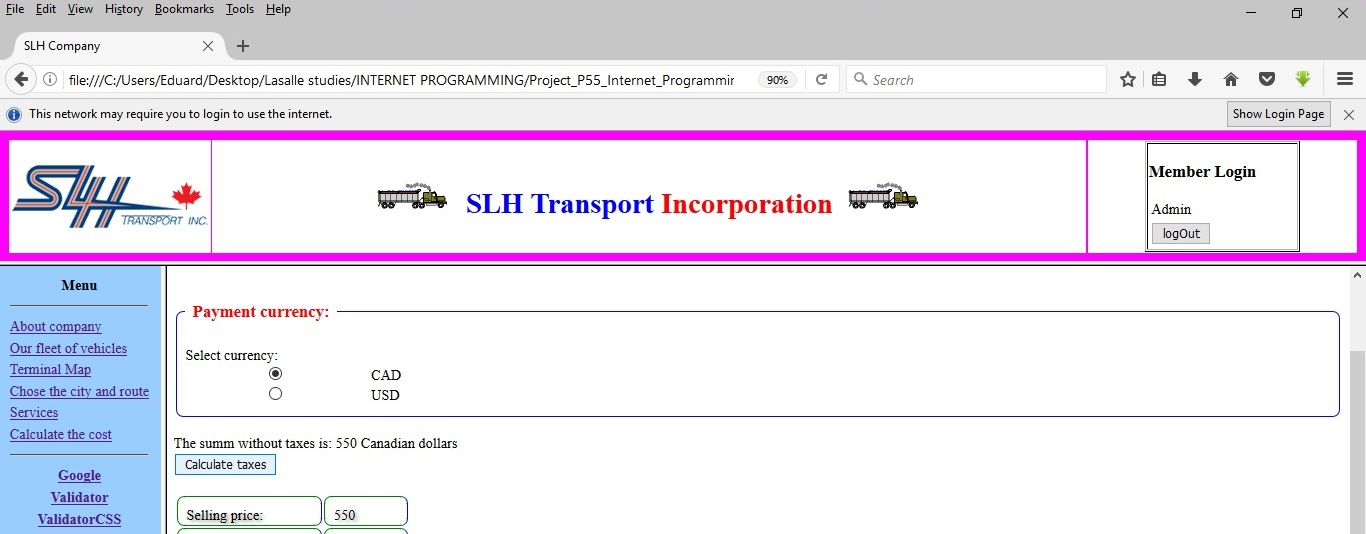 File Edit View History Bookmarks Tools Help
SLH Company
file:///C:/Users/Eduard/Desktop/Lasalle studies/INTERNET PROGRAMMING/Project_P55_Internet_Programmin
90%
Search
This network may require you to login to use the internet.
Show Login Page
SLH
TRANSPORT INC.
SLH Transport Incorporation
Member Login
Admin
logOut
Menu
About company
Our fleet of vehicles
Terminal Map
Chose the city and route
Services
Calculate the cost
Google
Validator
ValidatorCSS
Payment currency:
Select currency:
CAD
USD
The summ without taxes is: 550 Canadian dollars
Calculate taxes
Selling price: 550